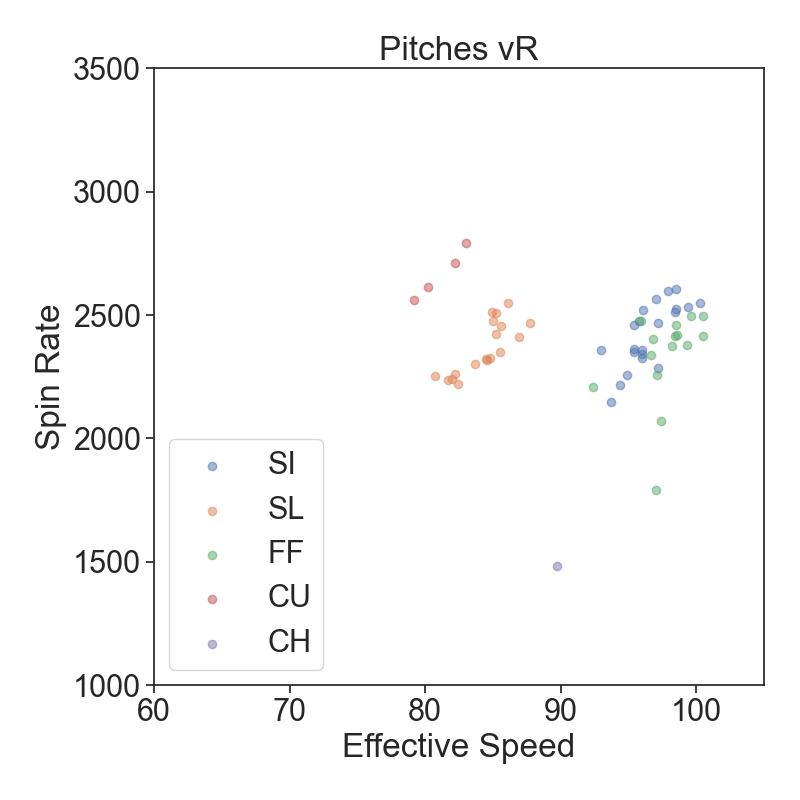 Pitches vR
3500
3000
2500
2000
1500
1000
Spin Rate
SI
SL
FF
CU
CH
60 70 80 90 100
Effective Speed